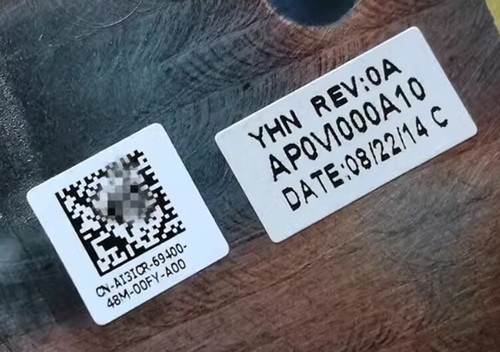 CN-A13ICR-69400-
48M-00FY-A00
YHN REV:0A
AP0VI000A10
DATE:08/22/14 C